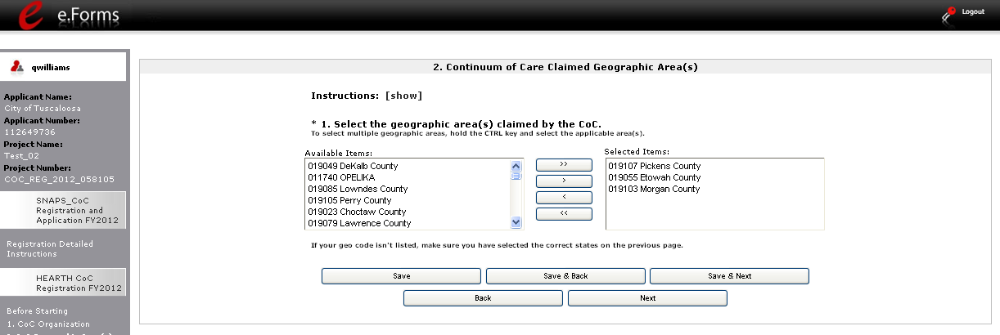 e e.Forms
Logout
qwilliams
Applicant Name:
City of Tuscaloosa
Applicant Number:
112649736
Project Name:
Test_02
Project Number:
COC_REG_2012_058105
SNAPS_CoC
Registration and
Application FY2012
Registration Detailed
Instructions
HEARTH CoC
Registration FY2012
Before Starting
1. CoC Organization
2. Continuum of Care Claimed Geographic Area(s)
Instructions: [show]
* 1. Select the geographic area(s) claimed by the CoC.
To select multiple geographic areas, hold the CTRL key and select the applicable area(s).
Available Items:
019049 DeKalb County
011740 OPELIKA
019085 Lowndes County
019105 Perry County
019023 Choctaw County
019079 Lawrence County
>>
>
<
<<
Selected Items:
019107 Pickens County
019055 Etowah County
019103 Morgan County
If your geo code isn't listed, make sure you have selected the correct states on the previous page.
Save
Save & Back
Save & Next
Back
Next